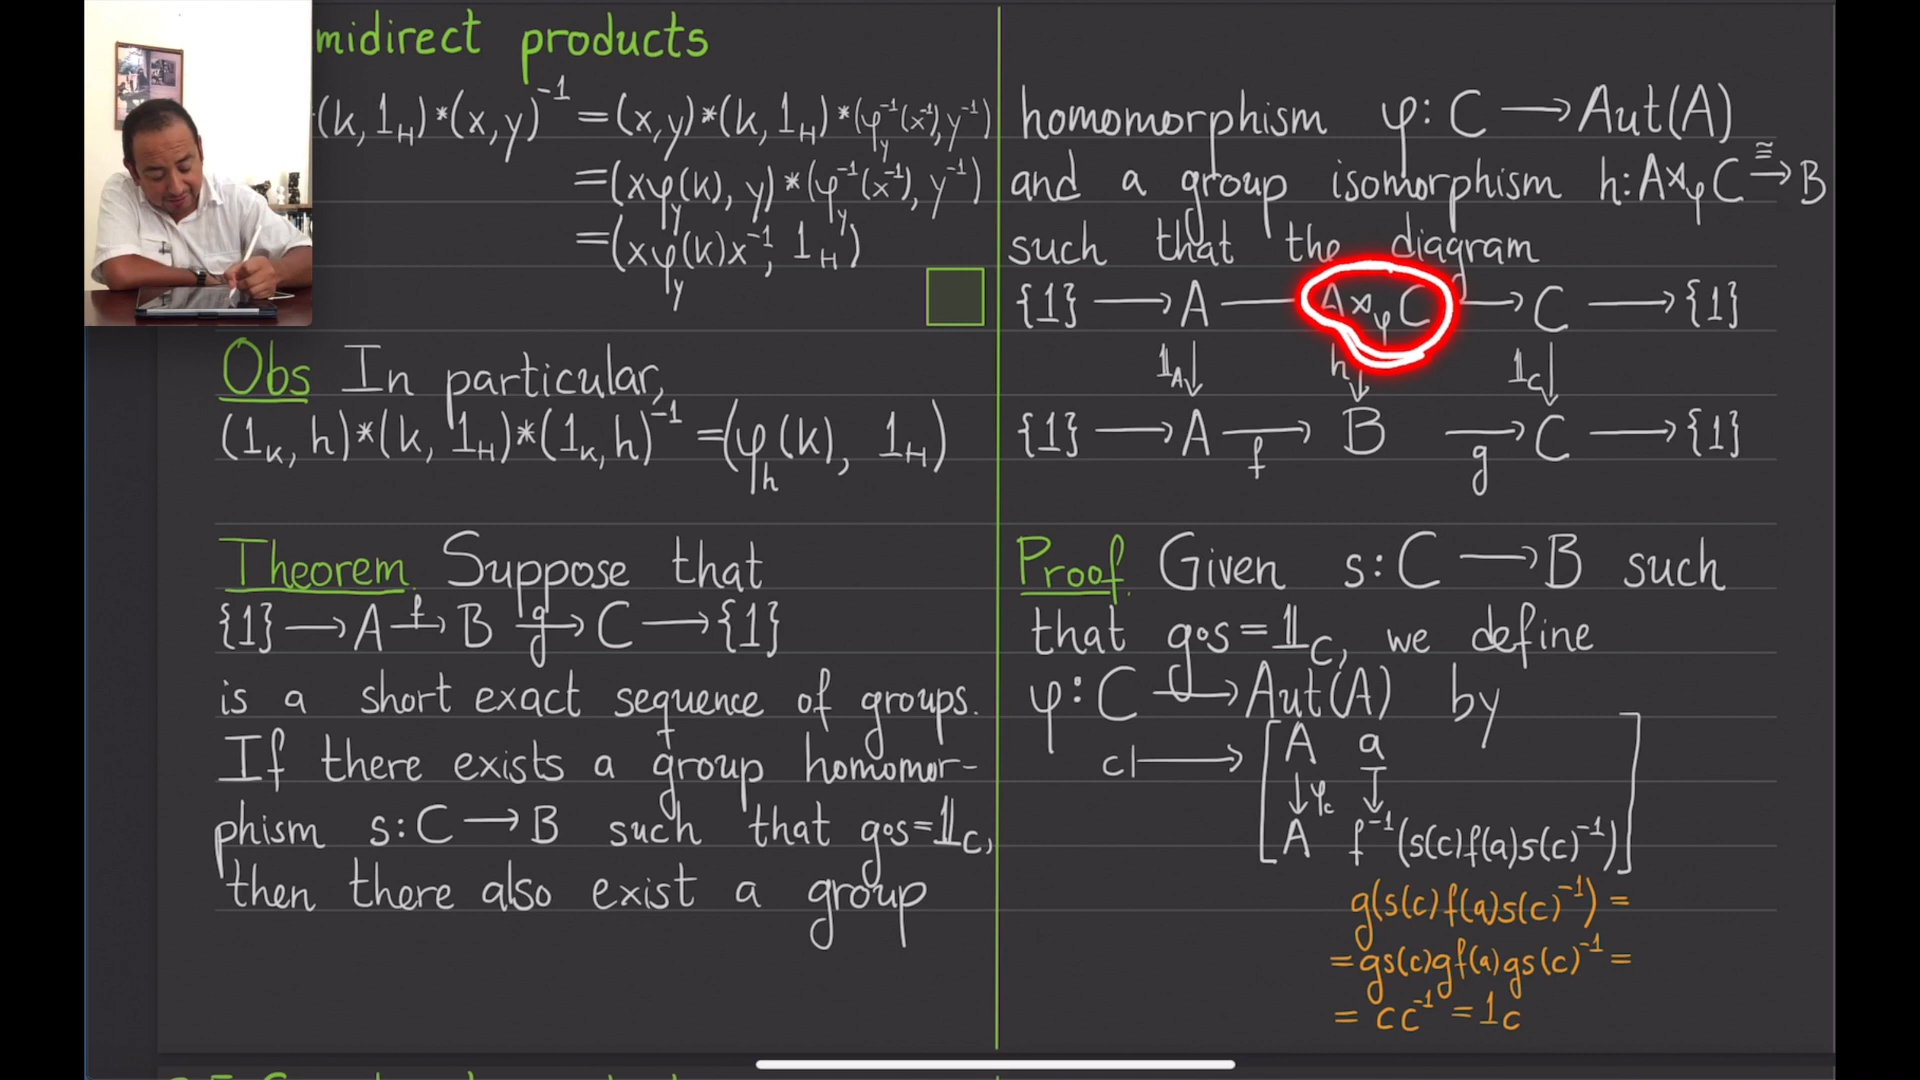 midirect products
(k, 1_H)*(x,y)^{-1} = (x,y)*(k, 1_H)*(φ_y^{-1}(x^{-1}), y^{-1})
=(xφ_y(k), y)*(φ_y^{-1}(x^{-1}), y^{-1})
=(xφ_y(k)x^{-1}, 1_H)
Obs In particular,
(1_K, h)*(k, 1_H)*(1_K, h)^{-1} = (φ_h(k), 1_H)
Theorem Suppose that
{1} → A →^f B →^g C → {1}
is a short exact sequence of groups.
If there exists a group homomor-
phism s: C → B such that g∘s = 𝟙_C,
then there also exist a group
homomorphism φ: C → Aut(A)
and a group isomorphism h: A⋊_φ C →^≅ B
such that the diagram
{1} → A → A⋊_φ C → C → {1}
𝟙_A ↓ h ↓ 1_C ↓
{1} → A →_f B →_g C → {1}
Proof Given s: C → B such
that g∘s = 𝟙_C, we define
φ: C → Aut(A) by
c ↦ [A a
↓φ_c ↧
A f^{-1}(s(c)f(a)s(c)^{-1})]
g(s(c)f(a)s(c)^{-1}) =
= gs(c)gf(a)gs(c)^{-1} =
= cc^{-1} = 1_C